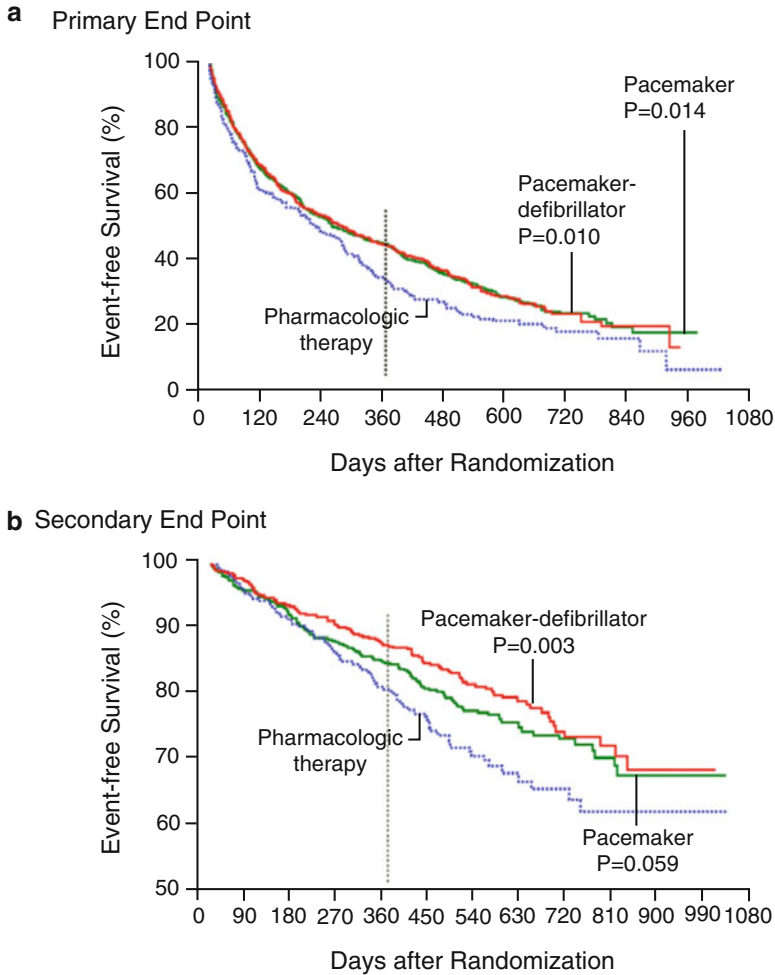 a Primary End Point
100
80
60
40
20
0
Event-free Survival (%)
Pacemaker
P=0.014
Pacemaker-
defibrillator
P=0.010
Pharmacologic
therapy
0 120 240 360 480 600 720 840 960 1080
Days after Randomization
b Secondary End Point
100
90
80
70
60
50
Event-free Survival (%)
Pacemaker-defibrillator
P=0.003
Pharmacologic
therapy
Pacemaker
P=0.059
0 90 180 270 360 450 540 630 720 810 900 990 1080
Days after Randomization